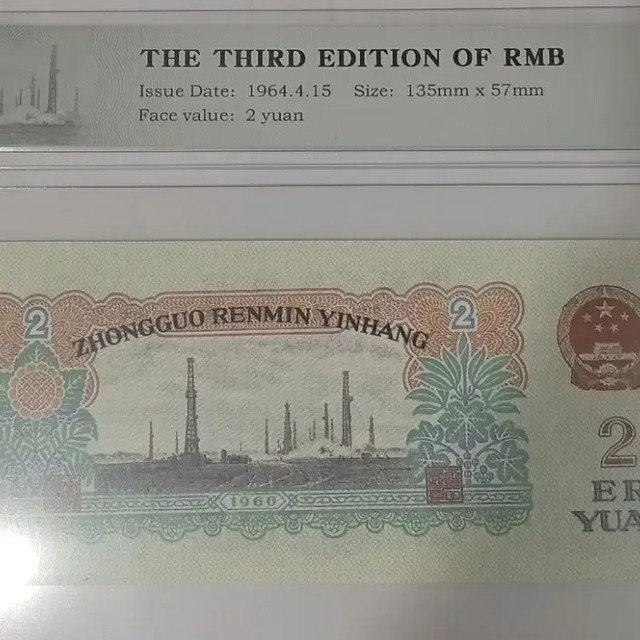 THE THIRD EDITION OF RMB
Issue Date: 1964.4.15 Size: 135mm x 57mm
Face value: 2 yuan
2
2
ZHONGGUO RENMIN YINHANG
1960
2
ER